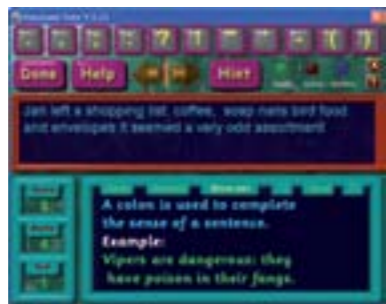 Done Help Hint
Jan left a shopping list, coffee, soap nans bird food
and envelopes it seemed a very odd assortment
A colon is used to complete
the sense of a sentence.
Example:
Vipers are dangerous: they
have poison in their fangs.